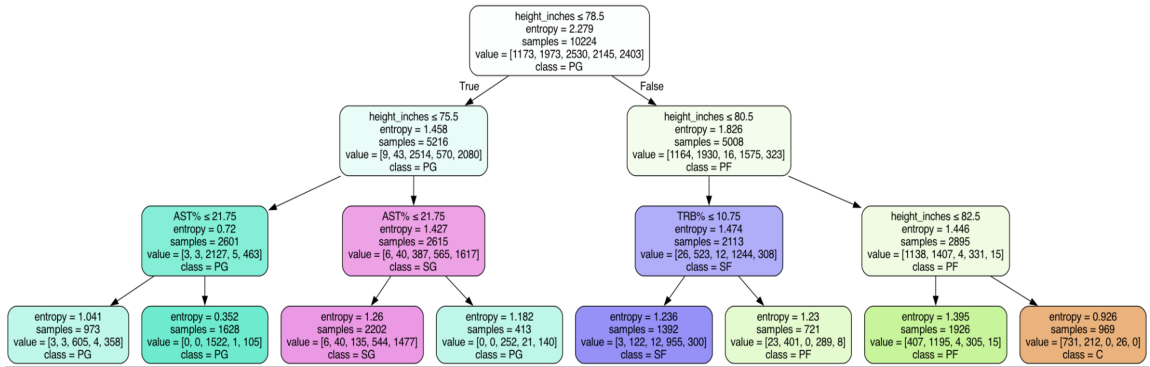 height_inches ≤ 78.5
entropy = 2.279
samples = 10224
value = [1173, 1973, 2530, 2145, 2403]
class = PG
True
False
height_inches ≤ 75.5
entropy = 1.458
samples = 5216
value = [9, 43, 2514, 570, 2080]
class = PG
height_inches ≤ 80.5
entropy = 1.826
samples = 5008
value = [1164, 1930, 16, 1575, 323]
class = PF
AST% ≤ 21.75
entropy = 0.72
samples = 2601
value = [3, 3, 2127, 5, 463]
class = PG
AST% ≤ 21.75
entropy = 1.427
samples = 2615
value = [6, 40, 387, 565, 1617]
class = SG
TRB% ≤ 10.75
entropy = 1.474
samples = 2113
value = [26, 523, 12, 1244, 308]
class = SF
height_inches ≤ 82.5
entropy = 1.446
samples = 2895
value = [1138, 1407, 4, 331, 15]
class = PF
entropy = 1.041
samples = 973
value = [3, 3, 605, 4, 358]
class = PG
entropy = 0.352
samples = 1628
value = [0, 0, 1522, 1, 105]
class = PG
entropy = 1.26
samples = 2202
value = [6, 40, 135, 544, 1477]
class = SG
entropy = 1.182
samples = 413
value = [0, 0, 252, 21, 140]
class = PG
entropy = 1.236
samples = 1392
value = [3, 122, 12, 955, 300]
class = SF
entropy = 1.23
samples = 721
value = [23, 401, 0, 289, 8]
class = PF
entropy = 1.395
samples = 1926
value = [407, 1195, 4, 305, 15]
class = PF
entropy = 0.926
samples = 969
value = [731, 212, 0, 26, 0]
class = C